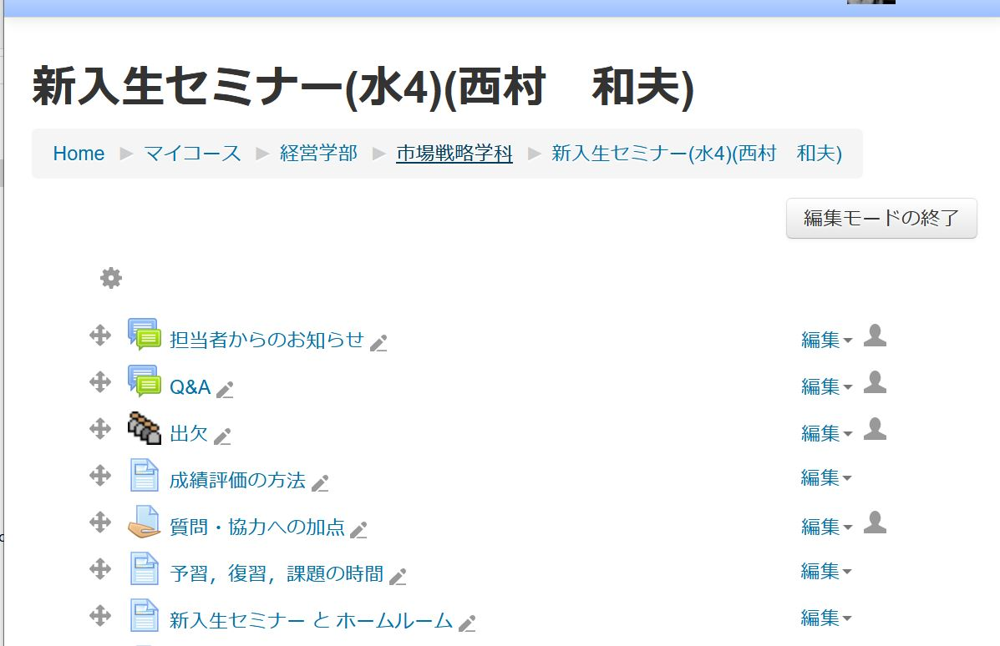 新入生セミナー(水4)(西村　和夫)
Home マイコース 経営学部 市場戦略学科 新入生セミナー(水4)(西村　和夫)
編集モードの終了
担当者からのお知らせ 編集
Q&A 編集
出欠 編集
成績評価の方法 編集
質問・協力への加点 編集
予習，復習，課題の時間 編集
新入生セミナー と ホームルーム 編集